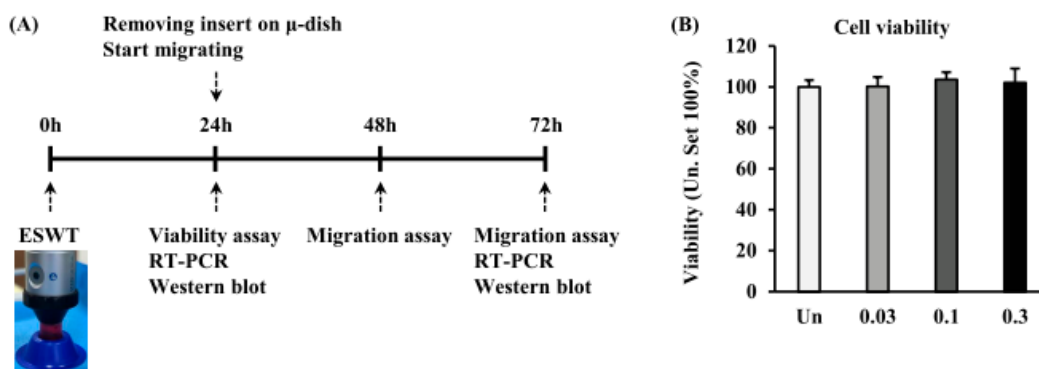 (A)
Removing insert on μ-dish
Start migrating
0h 24h 48h 72h
ESWT
Viability assay
RT-PCR
Western blot
Migration assay
Migration assay
RT-PCR
Western blot
(B)
Cell viability
Viability (Un. Set 100%)
120
100
80
60
40
20
0
Un 0.03 0.1 0.3